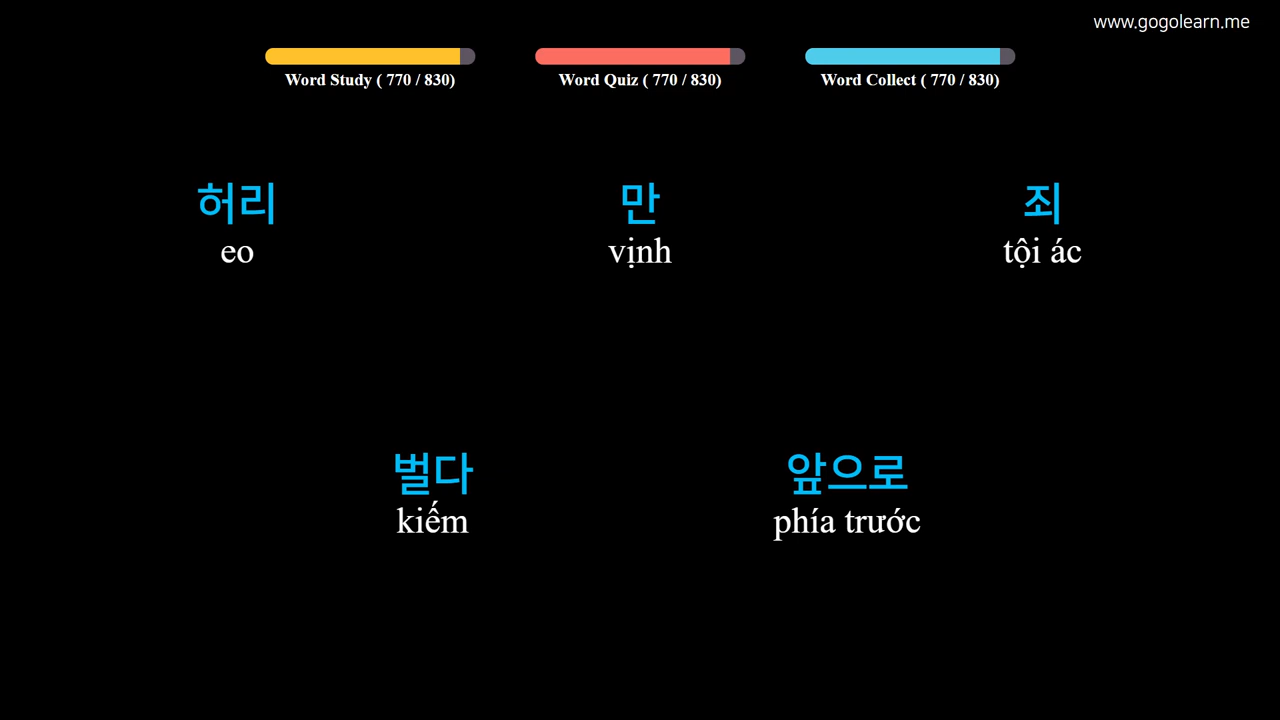 www.gogolearn.me
Word Study ( 770 / 830)
Word Quiz ( 770 / 830)
Word Collect ( 770 / 830)
허리
eo
만
vịnh
죄
tội ác
벌다
kiếm
앞으로
phía trước